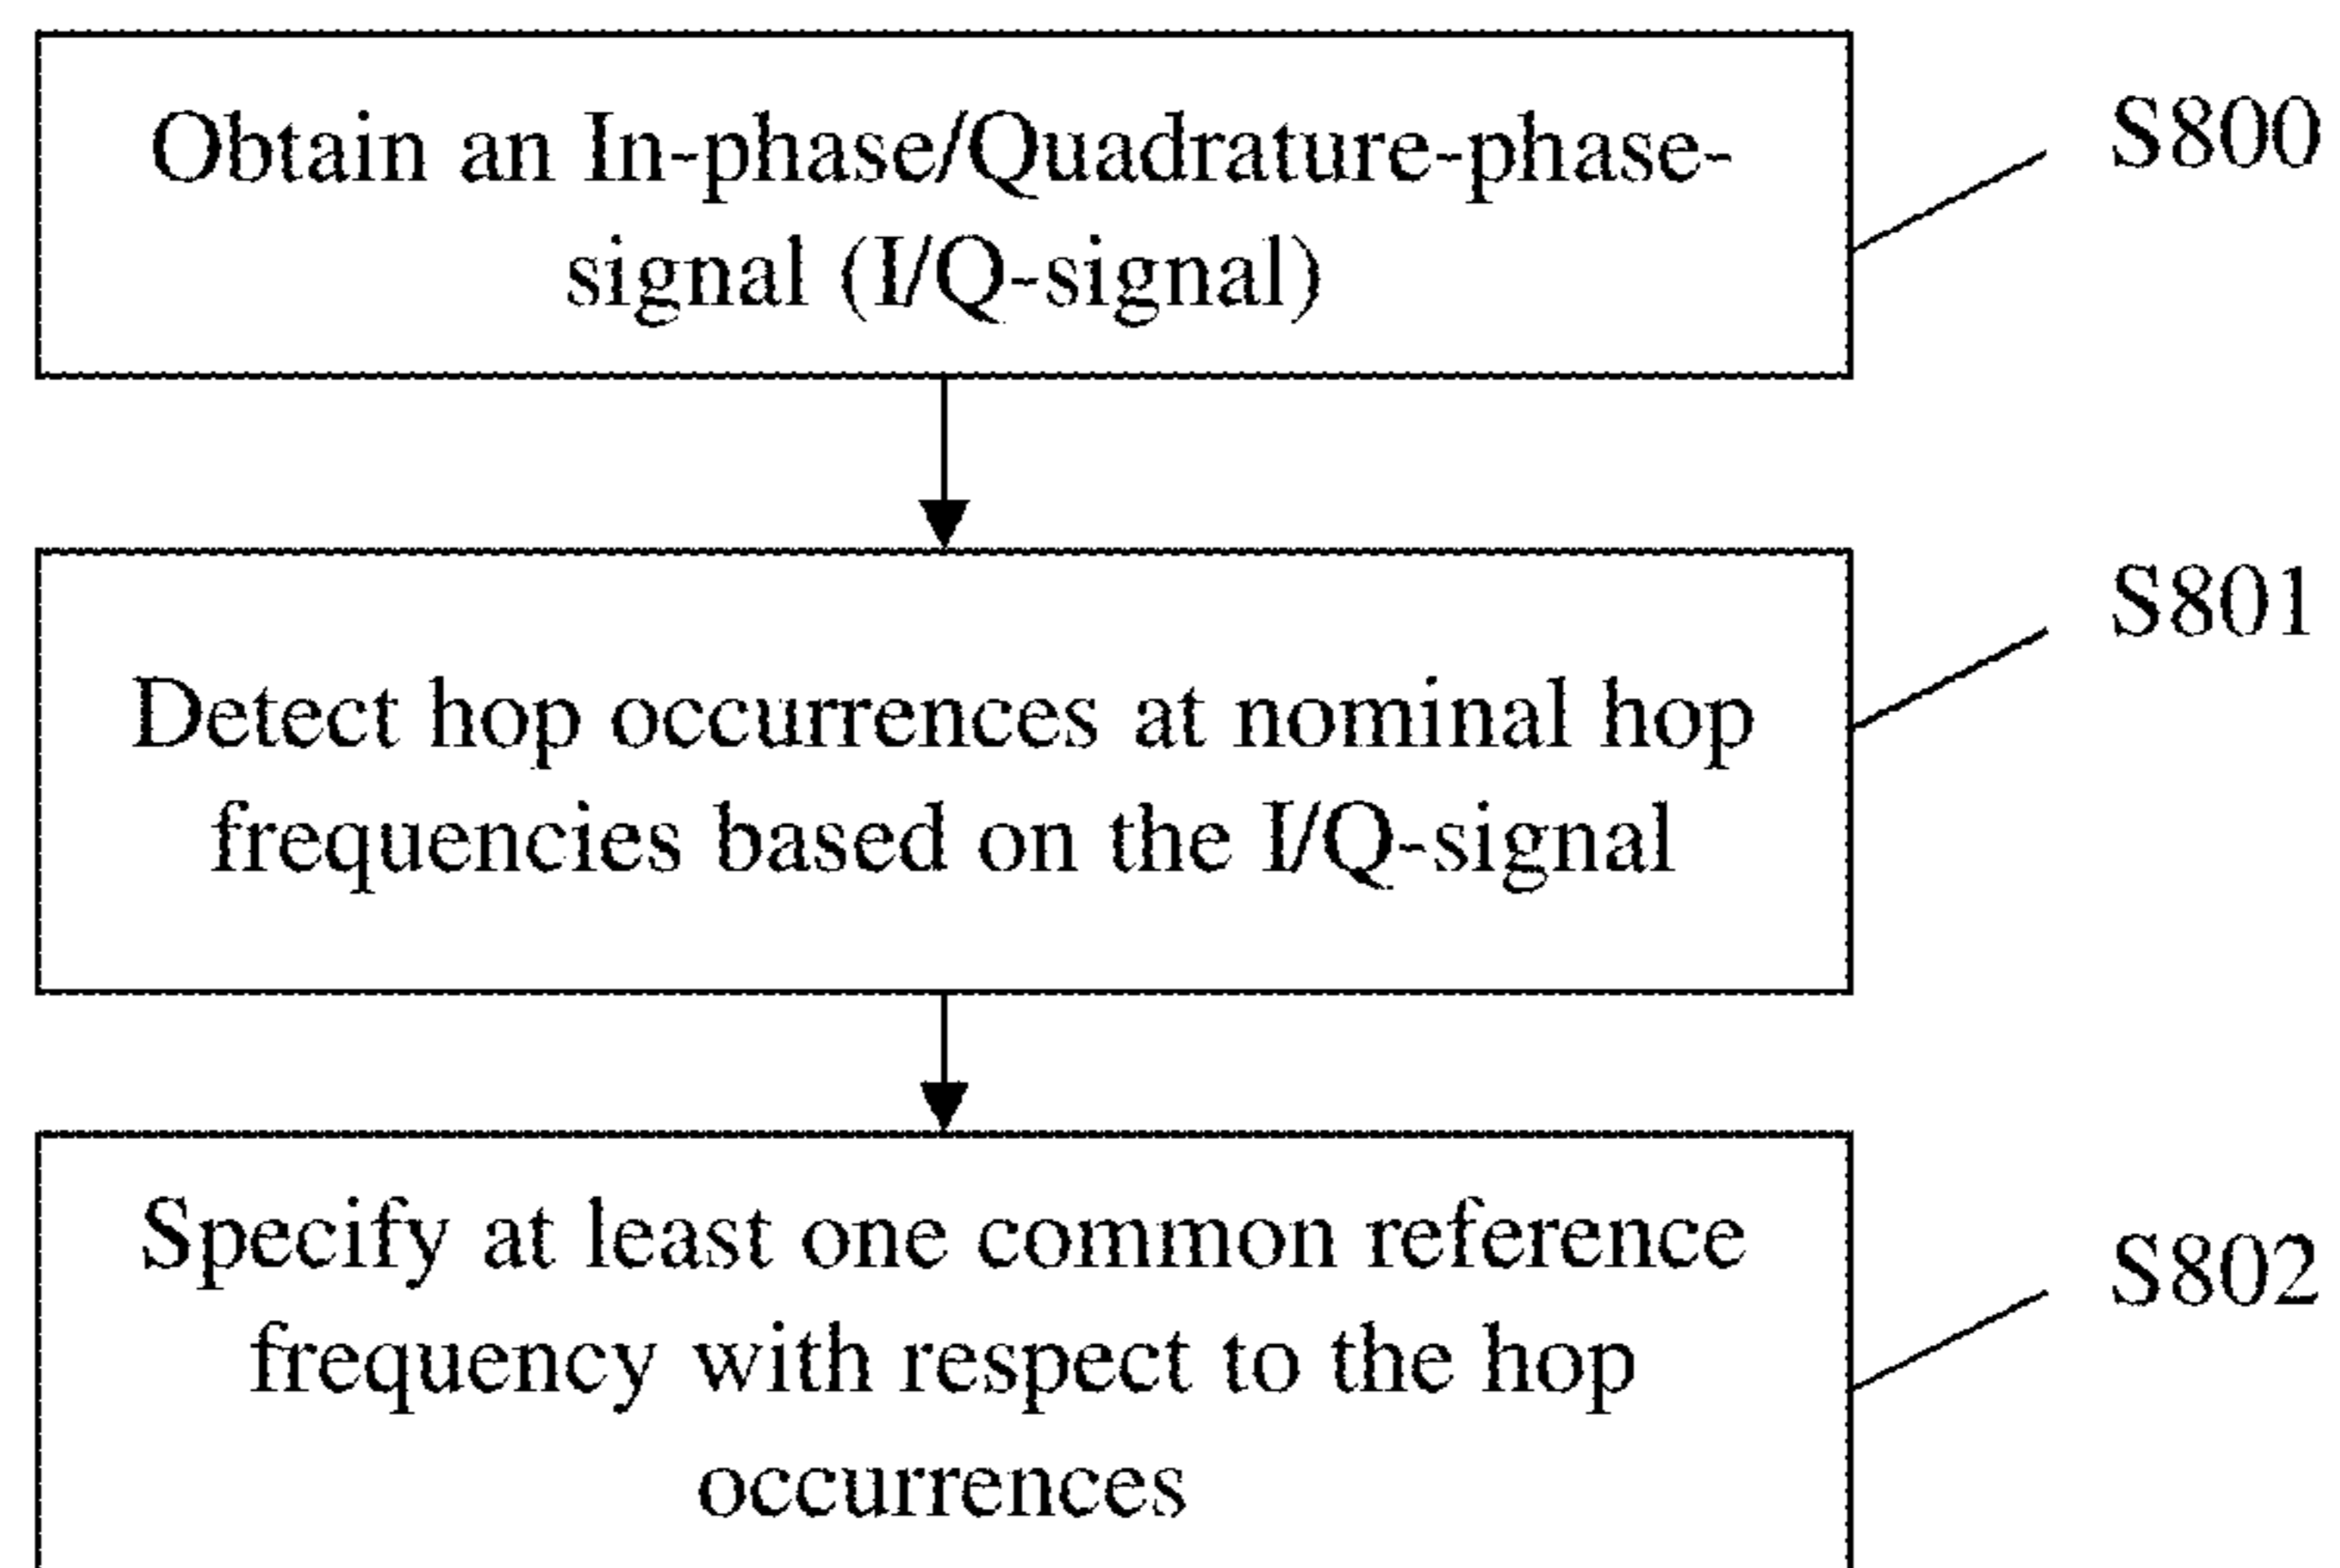 Obtain an In-phase/Quadrature-phase-
signal (I/Q-signal)
S800
Detect hop occurrences at nominal hop
frequencies based on the I/Q-signal
S801
Specify at least one common reference
frequency with respect to the hop
occurrences
S802